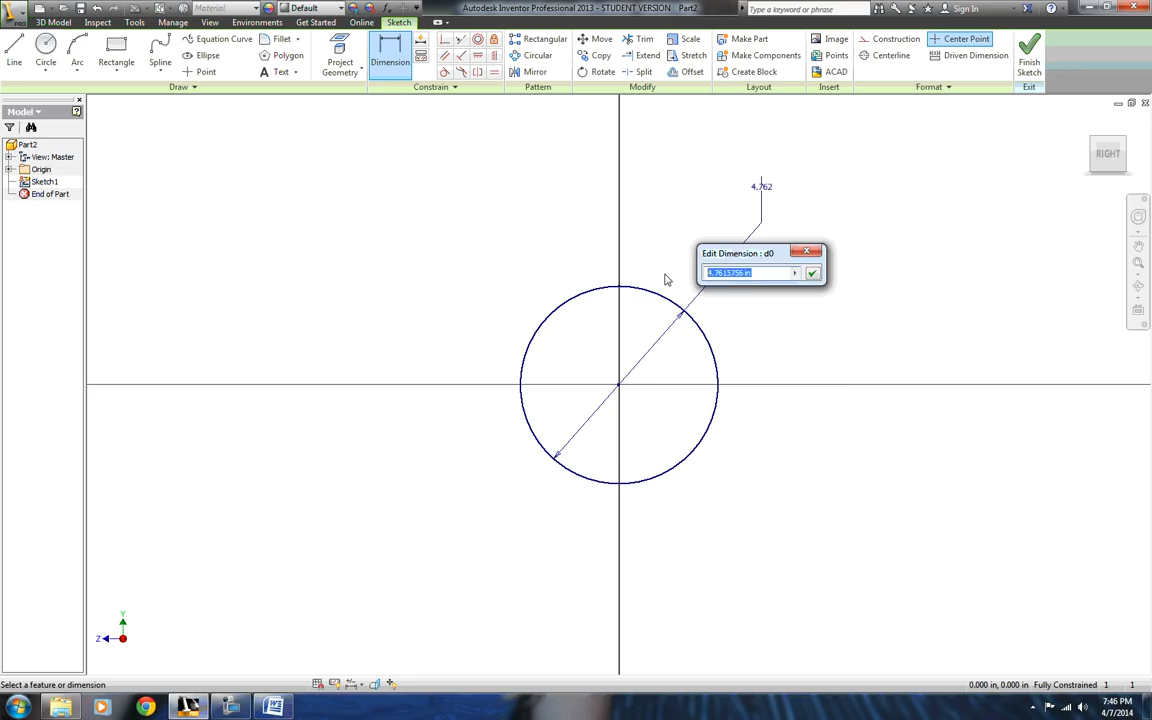 Material Default Autodesk Inventor Professional 2013 - STUDENT VERSION Part2 Type a keyword or phrase Sign In
PRO 3D Model Inspect Tools Manage View Environments Get Started Online Sketch
Line Circle Arc Rectangle Spline Equation Curve Fillet
Ellipse Polygon
Point Text
Project Geometry
Dimension
Rectangular
Circular
Mirror
Move Trim Scale
Copy Extend Stretch
Rotate Split Offset
Make Part
Make Components
Create Block
Image
Points
ACAD
Construction Center Point
Centerline Driven Dimension
Finish Sketch
Draw Constrain Pattern Modify Layout Insert Format Exit
Model
Part2
View: Master
Origin
Sketch1
End of Part
RIGHT
4.762
Edit Dimension : d0
4.7615756 in
Y
Z
Select a feature or dimension
0.000 in, 0.000 in Fully Constrained 1 1
7:46 PM
4/7/2014